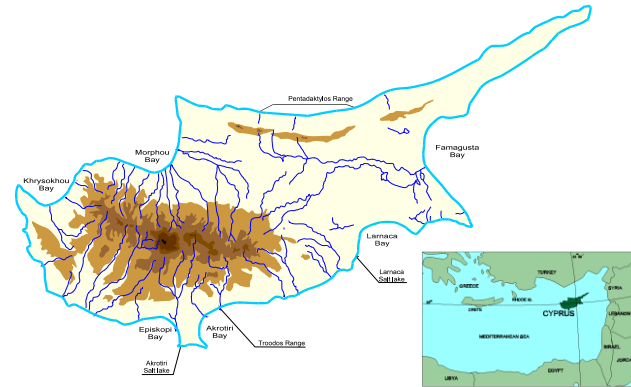 Pentadaktylos Range
Morphou
Bay
Famagusta
Bay
Khrysokhou
Bay
Larnaca
Bay
Larnaca
Salt lake
Episkopi
Bay
Akrotiri
Bay
Troodos Range
Akrotiri
Salt lake
TURKEY
GREECE
SYRIA
RHODE IS.
CRETE
CYPRUS
LEBANON
MEDITERRANEAN SEA
ISRAEL
JORDA
EGYPT
LIBYA